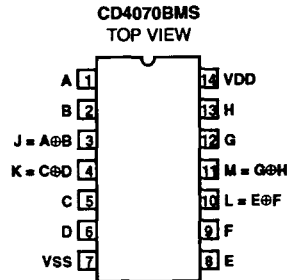 CD4070BMS
TOP VIEW
A 1
B 2
J = A⊕B 3
K = C⊕D 4
C 5
D 6
VSS 7
14 VDD
13 H
12 G
11 M = G⊕H
10 L = E⊕F
9 F
8 E